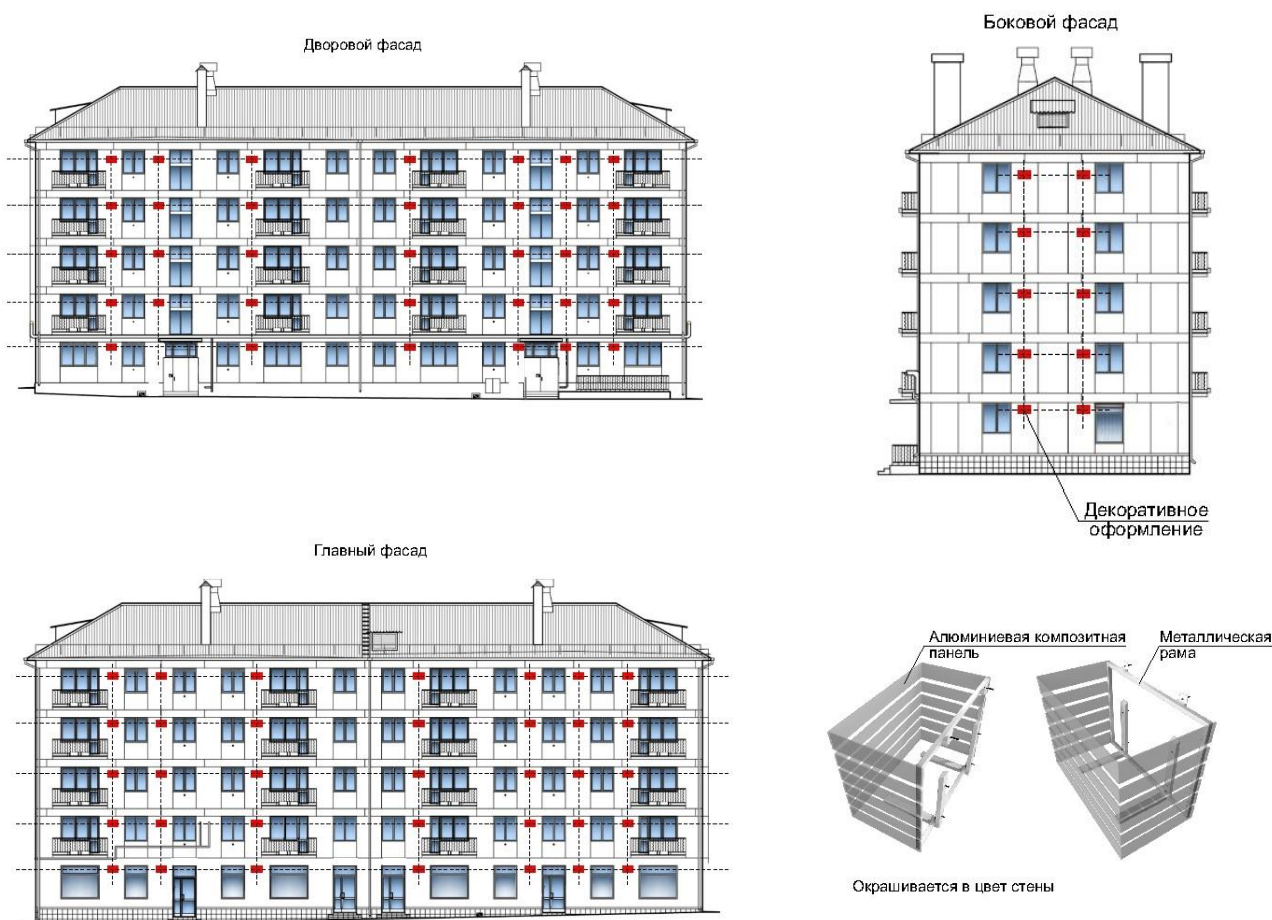 Дворовой фасад
Боковой фасад
Декоративное
оформление
Главный фасад
Алюминиевая композитная
панель
Металлическая
рама
Окрашивается в цвет стены